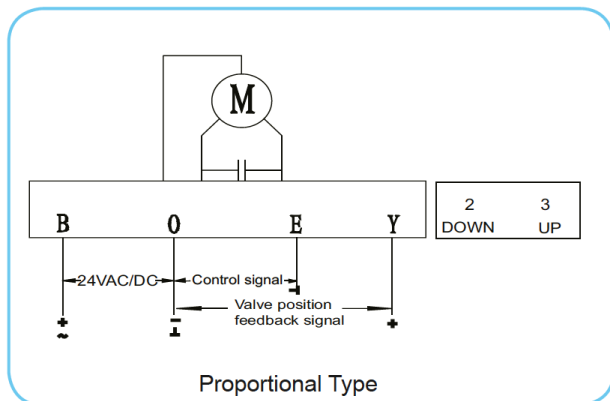 M
B O E Y
2 3
DOWN UP
24VAC/DC Control signal
Valve position
feedback signal
+ ~ − ⊥ +
Proportional Type